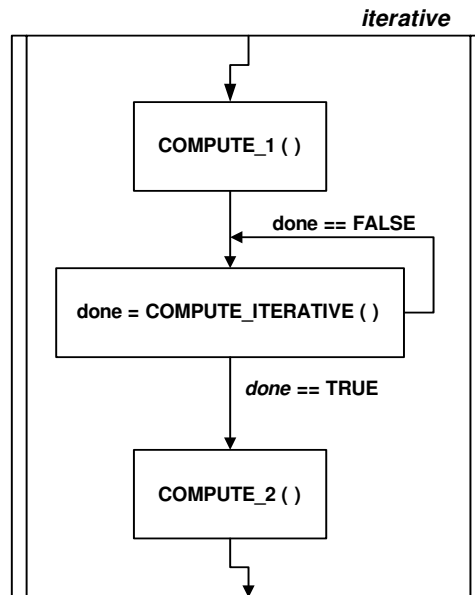 iterative
COMPUTE_1 ( )
done == FALSE
done = COMPUTE_ITERATIVE ( )
done == TRUE
COMPUTE_2 ( )